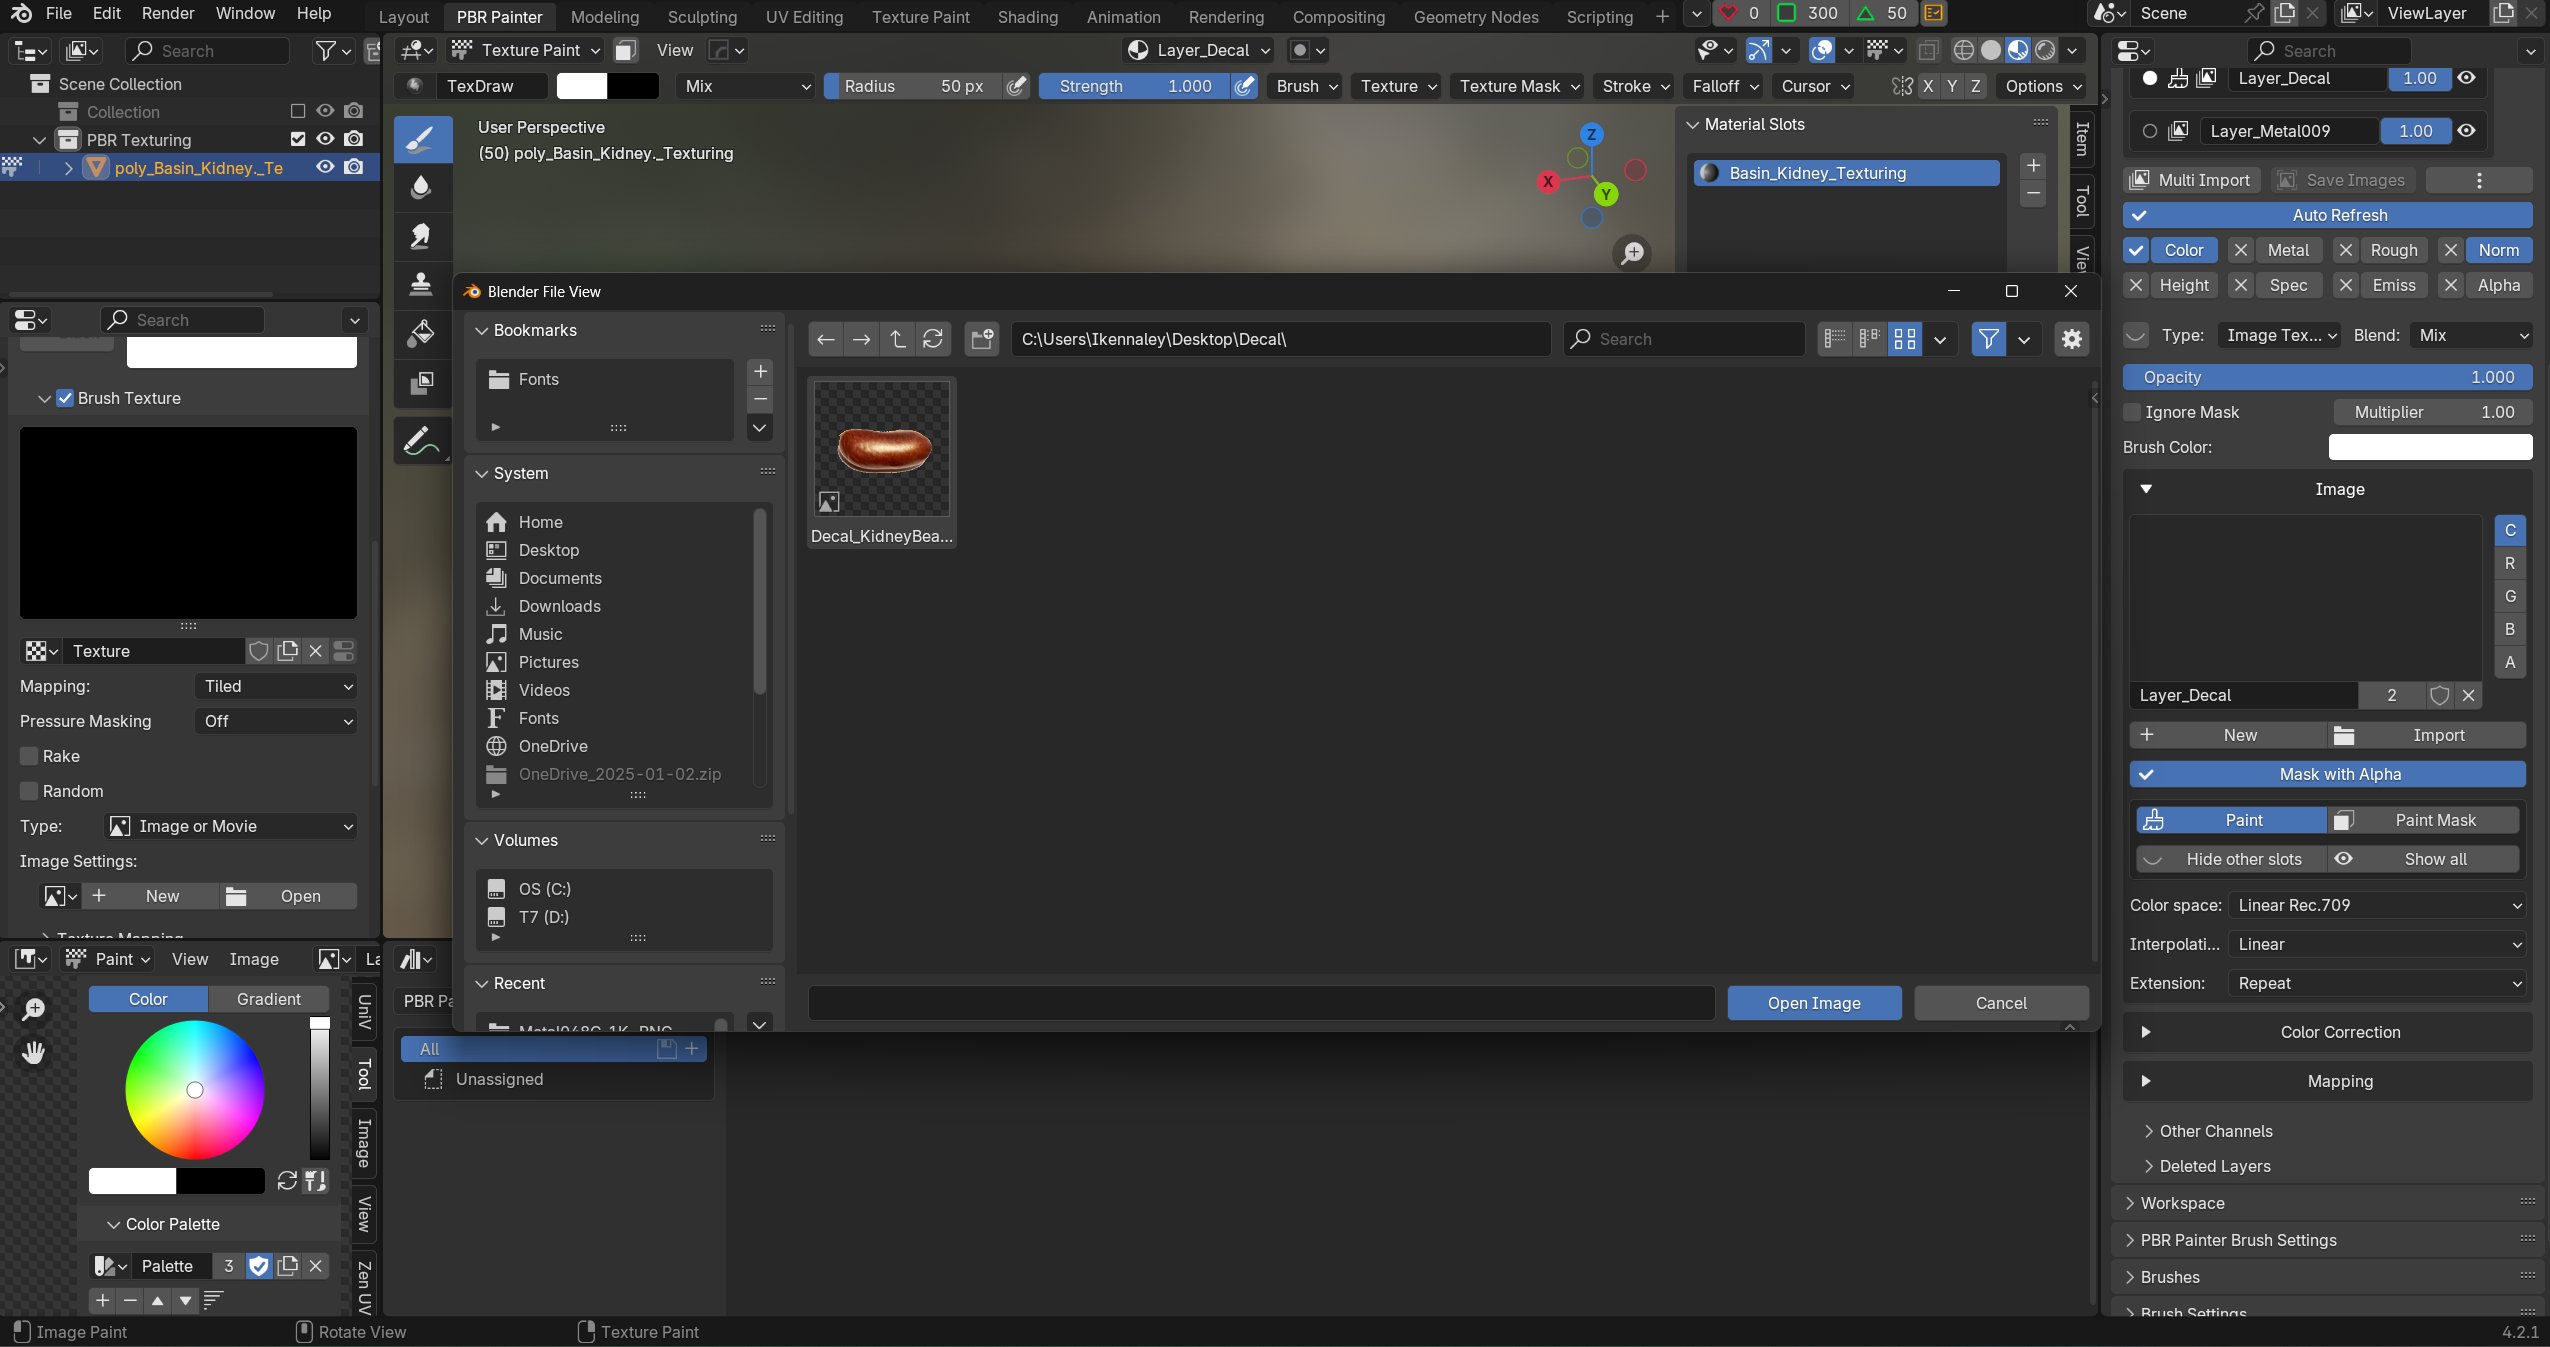 File Edit Render Window Help
Layout PBR Painter Modeling Sculpting UV Editing Texture Paint Shading Animation Rendering Compositing Geometry Nodes Scripting
0 300 50
Scene
ViewLayer
Search
Texture Paint View
Layer_Decal
Search
Scene Collection
Collection
PBR Texturing
poly_Basin_Kidney._Te
TexDraw Mix Radius 50 px Strength 1.000 Brush Texture Texture Mask Stroke Falloff Cursor X Y Z Options
User Perspective
(50) poly_Basin_Kidney._Texturing
Z
X
Y
Material Slots
Basin_Kidney_Texturing
Item
Tool
Layer_Decal 1.00
Layer_Metal009 1.00
Multi Import Save Images
Auto Refresh
Color Metal Rough Norm
Height Spec Emiss Alpha
Type: Image Tex... Blend: Mix
Opacity 1.000
Ignore Mask Multiplier 1.00
Brush Color:
Image
C
R
G
B
A
Layer_Decal 2
New Import
Mask with Alpha
Paint Paint Mask
Hide other slots Show all
Color space: Linear Rec.709
Interpolati... Linear
Extension: Repeat
Color Correction
Mapping
Other Channels
Deleted Layers
Workspace
PBR Painter Brush Settings
Brushes
Brush Settings
Search
Brush Texture
Texture
Mapping: Tiled
Pressure Masking Off
Rake
Random
Type: Image or Movie
Image Settings:
New Open
Texture Mapping
Blender File View
Bookmarks
Fonts
System
Home
Desktop
Documents
Downloads
Music
Pictures
Videos
Fonts
OneDrive
OneDrive_2025-01-02.zip
Volumes
OS (C:)
T7 (D:)
Recent
C:\Users\Ikennaley\Desktop\Decal\
Search
Decal_KidneyBea...
Open Image Cancel
Paint View Image
Color Gradient
UniV
Tool
Image
View
Zen UV
Color Palette
Palette 3
All
Unassigned
Image Paint Rotate View Texture Paint
4.2.1